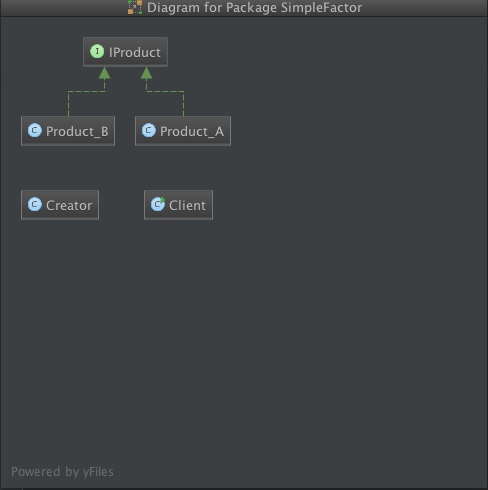 Diagram for Package SimpleFactor
I IProduct
C Product_B
C Product_A
C Creator
C Client
Powered by yFiles